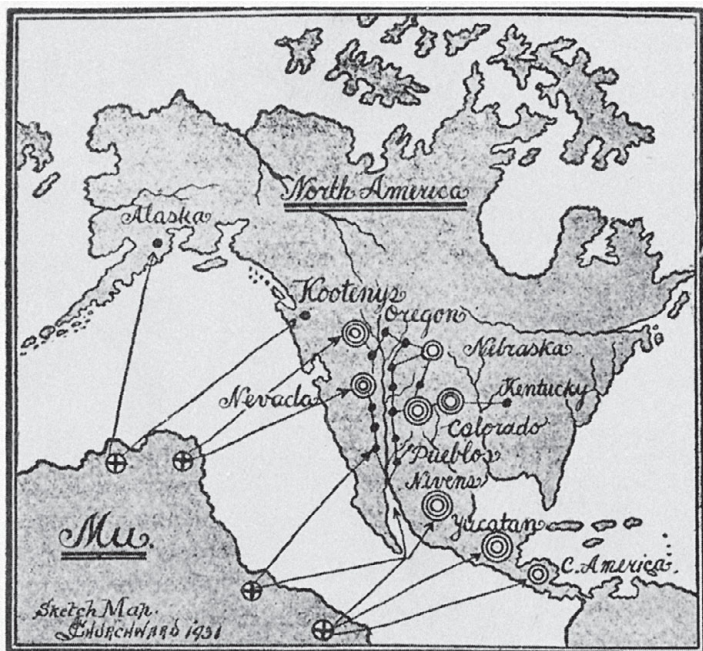 North America
Alaska
Kootenys
Oregon
Nebraska
Nevada
Kentucky
Colorado
Pueblos
Nivens
Yucatan
C. America.
Mu
Sketch Map.
Churchward 1931